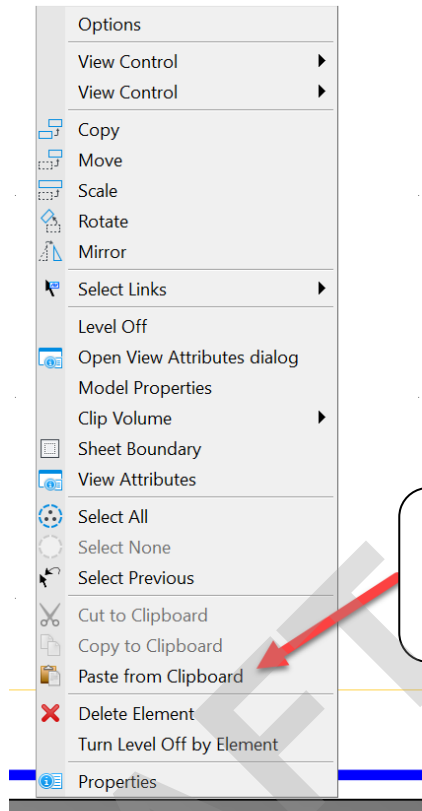 Options
View Control
View Control
Copy
Move
Scale
Rotate
Mirror
Select Links
Level Off
Open View Attributes dialog
Model Properties
Clip Volume
Sheet Boundary
View Attributes
Select All
Select None
Select Previous
Cut to Clipboard
Copy to Clipboard
Paste from Clipboard
Delete Element
Turn Level Off by Element
Properties